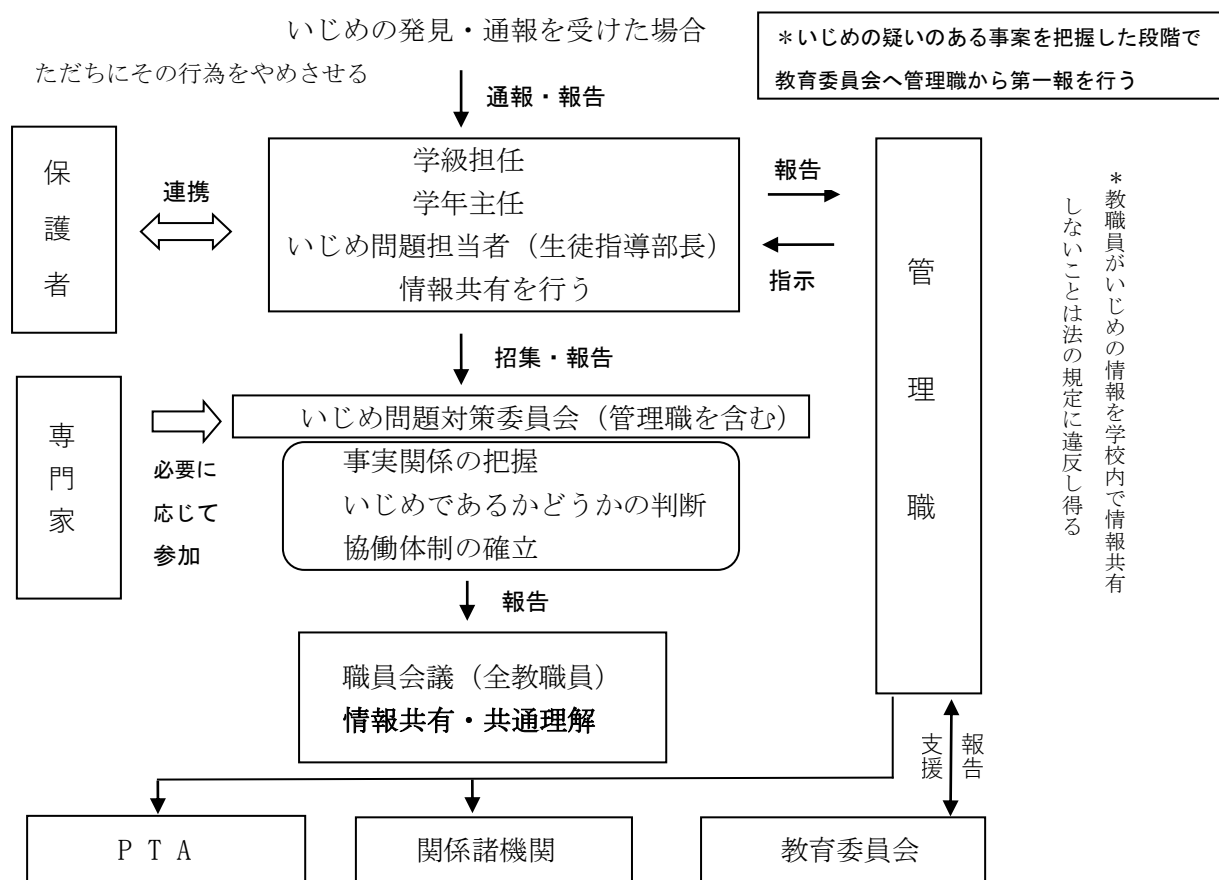 いじめの発見・通報を受けた場合
ただちにその行為をやめさせる
*いじめの疑いのある事案を把握した段階で
教育委員会へ管理職から第一報を行う
通報・報告
保護者
連携
学級担任
学年主任
いじめ問題担当者（生徒指導部長）
情報共有を行う
報告
指示
管理職
*教職員がいじめの情報を学校内で情報共有
しないことは法の規定に違反し得る
招集・報告
専門家
必要に
応じて
参加
いじめ問題対策委員会（管理職を含む）
事実関係の把握
いじめであるかどうかの判断
協働体制の確立
報告
職員会議（全教職員）
情報共有・共通理解
支援
報告
ＰＴＡ
関係諸機関
教育委員会